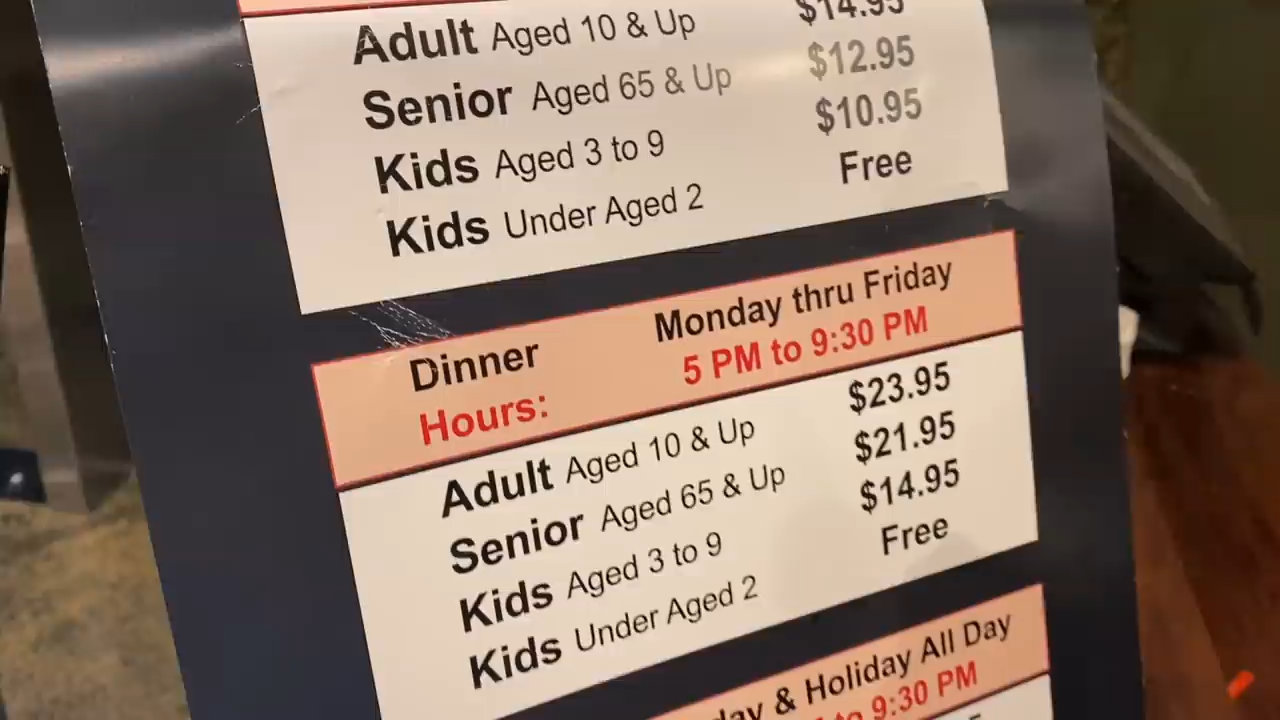 Adult Aged 10 & Up $14.95
Senior Aged 65 & Up $12.95
Kids Aged 3 to 9 $10.95
Kids Under Aged 2 Free
Dinner Monday thru Friday
Hours: 5 PM to 9:30 PM
Adult Aged 10 & Up $23.95
Senior Aged 65 & Up $21.95
Kids Aged 3 to 9 $14.95
Kids Under Aged 2 Free
& Holiday All Day
to 9:30 PM